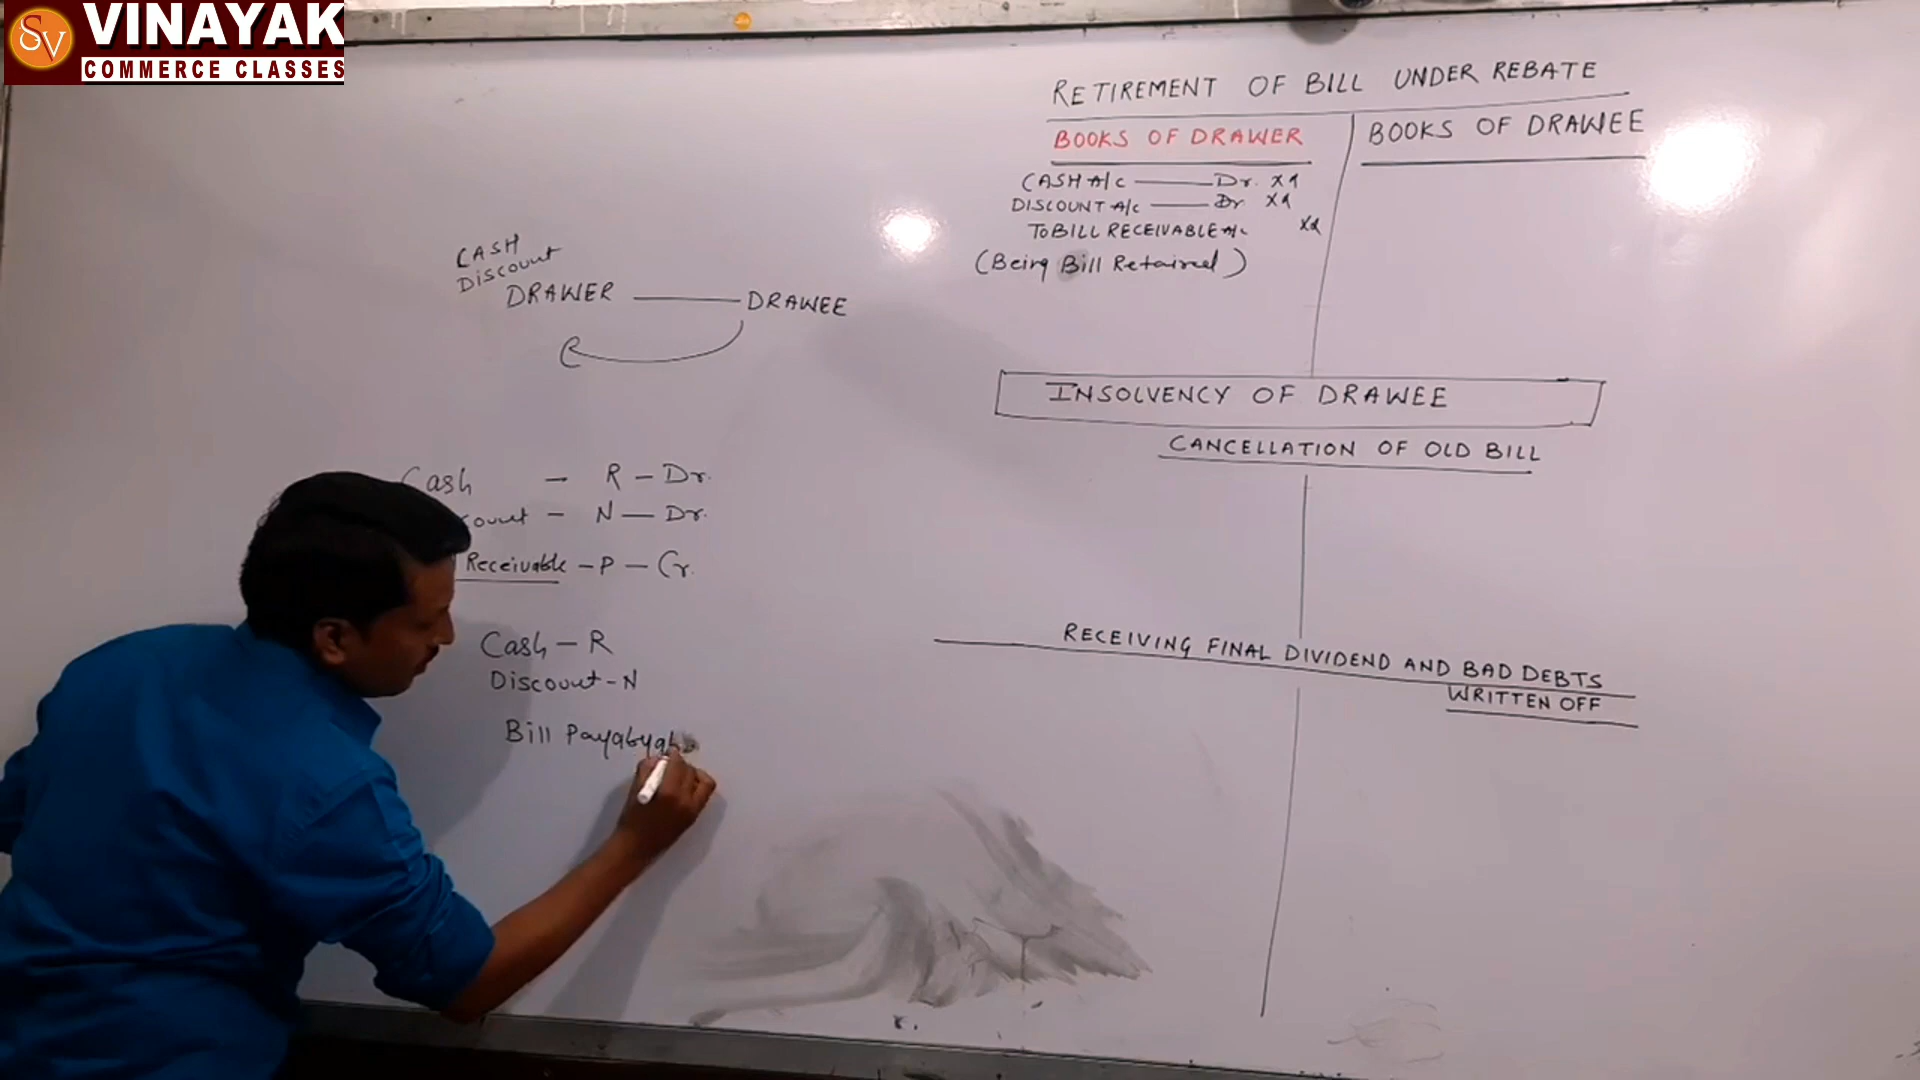 SV VINAYAK
COMMERCE CLASSES
RETIREMENT OF BILL UNDER REBATE
BOOKS OF DRAWER
CASH A/c — Dr. XX
DISCOUNT A/c — Dr XX
To BILL RECEIVABLE A/c XX
(Being Bill Retained)
BOOKS OF DRAWEE
CASH
Discount
DRAWER — DRAWEE
INSOLVENCY OF DRAWEE
CANCELLATION OF OLD BILL
Cash - R - Dr.
ount - N - Dr.
Receivable - P - Cr.
Cash - R
Discount - N
Bill
RECEIVING FINAL DIVIDEND AND BAD DEBTS
WRITTEN OFF